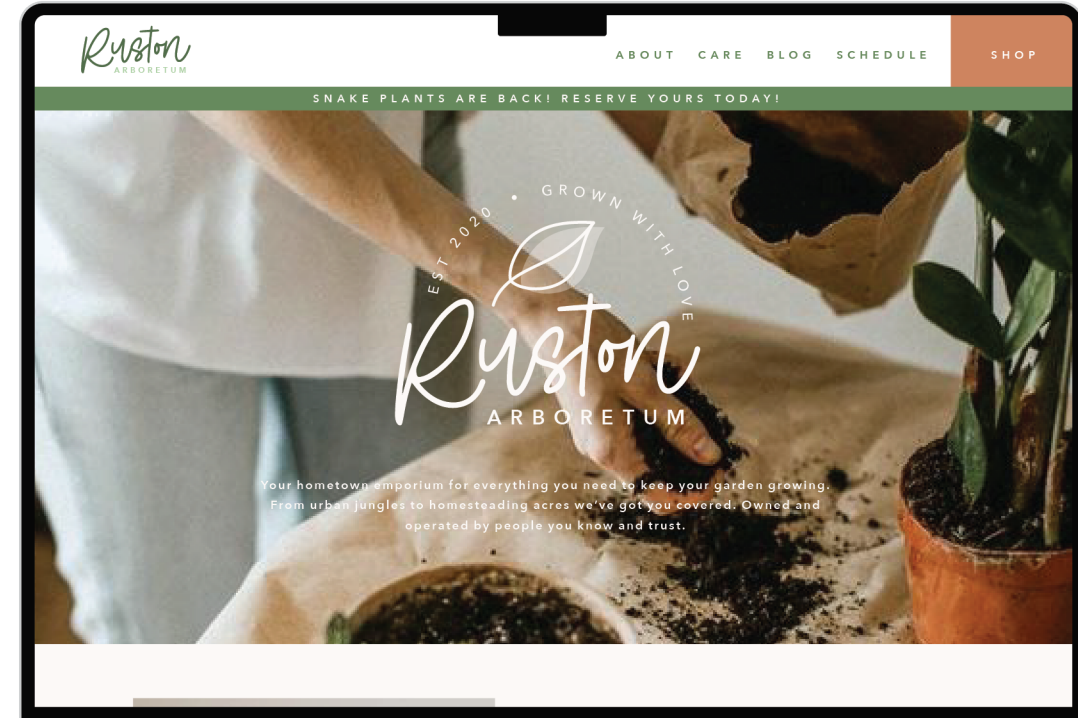 Ruston
ARBORETUM
ABOUT CARE BLOG SCHEDULE SHOP
SNAKE PLANTS ARE BACK! RESERVE YOURS TODAY!
EST 2020 • GROWN WITH LOVE
Ruston
ARBORETUM
Your hometown emporium for everything you need to keep your garden growing.
From urban jungles to homesteading acres we've got you covered. Owned and
operated by people you know and trust.